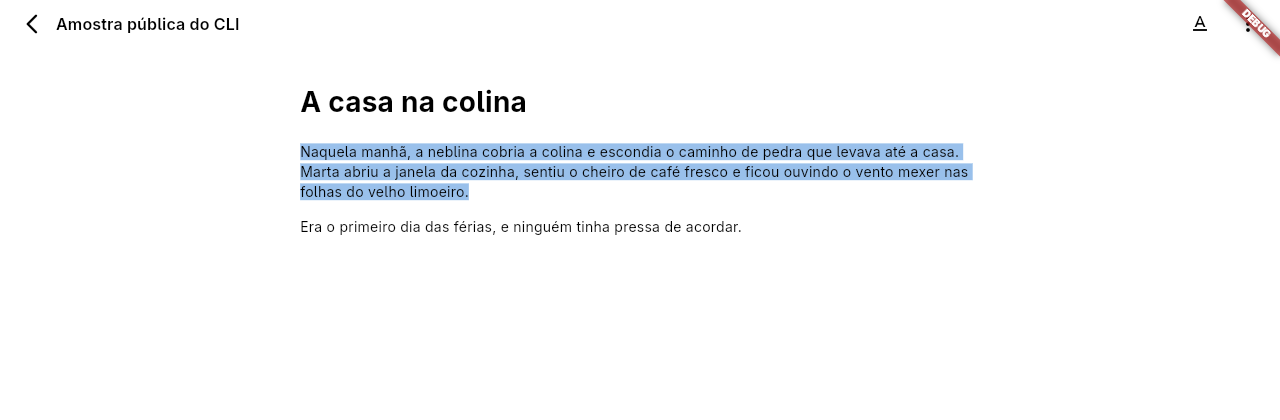 Amostra pública do CLI
A
DEBUG
A casa na colina
Naquela manhã, a neblina cobria a colina e escondia o caminho de pedra que levava até a casa.
Marta abriu a janela da cozinha, sentiu o cheiro de café fresco e ficou ouvindo o vento mexer nas
folhas do velho limoeiro.
Era o primeiro dia das férias, e ninguém tinha pressa de acordar.